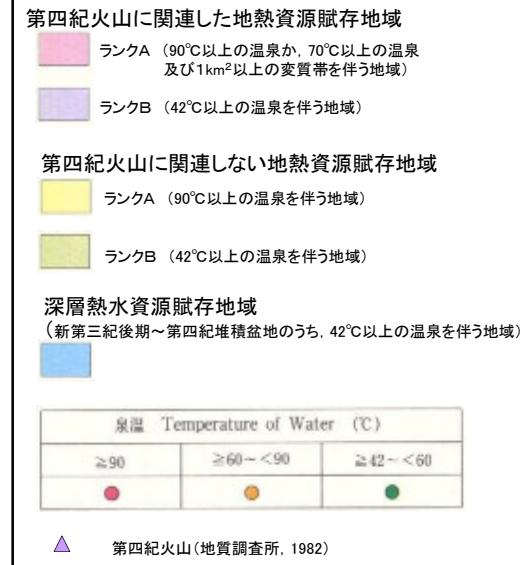 第四紀火山に関連した地熱資源賦存地域
ランクA （90℃以上の温泉か，70℃以上の温泉
及び1km²以上の変質帯を伴う地域）
ランクB （42℃以上の温泉を伴う地域）
第四紀火山に関連しない地熱資源賦存地域
ランクA （90℃以上の温泉を伴う地域）
ランクB （42℃以上の温泉を伴う地域）
深層熱水資源賦存地域
（新第三紀後期～第四紀堆積盆地のうち，42℃以上の温泉を伴う地域）
泉温 Temperature of Water (℃)
≧90 ≧60−<90 ≧42−<60
第四紀火山（地質調査所，1982）